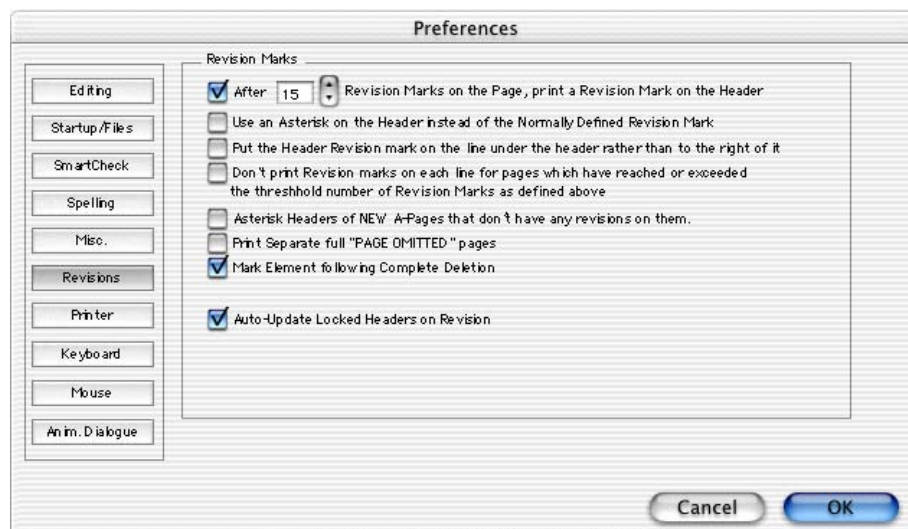 Preferences
Revision Marks
Editing
Startup/Files
SmartCheck
Spelling
Misc.
Revisions
Printer
Keyboard
Mouse
Anim. Dialogue
After 15 Revision Marks on the Page, print a Revision Mark on the Header
Use an Asterisk on the Header instead of the Normally Defined Revision Mark
Put the Header Revision mark on the line under the header rather than to the right of it
Don't print Revision marks on each line for pages which have reached or exceeded
the threshhold number of Revision Marks as defined above
Asterisk Headers of NEW A-Pages that don't have any revisions on them.
Print Separate full "PAGE OMITTED" pages
Mark Element following Complete Deletion
Auto-Update Locked Headers on Revision
Cancel
OK